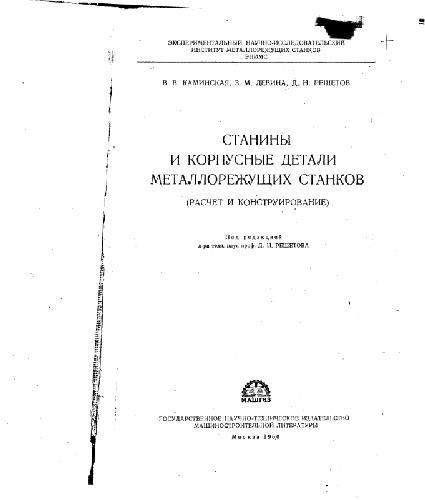 ЭКСПЕРИМЕНТАЛЬНЫЙ НАУЧНО-ИССЛЕДОВАТЕЛЬСКИЙ
ИНСТИТУТ МЕТАЛЛОРЕЖУЩИХ СТАНКОВ
ЭНИМС
В. В. КАМИНСКАЯ, З. М. ЛЕВИНА, Д. Н. РЕШЕТОВ
СТАНИНЫ
И КОРПУСНЫЕ ДЕТАЛИ
МЕТАЛЛОРЕЖУЩИХ СТАНКОВ
(РАСЧЕТ И КОНСТРУИРОВАНИЕ)
Под редакцией
д-ра техн. наук проф. Д. Н. РЕШЕТОВА
МАШГИЗ
ГОСУДАРСТВЕННОЕ НАУЧНО-ТЕХНИЧЕСКОЕ ИЗДАТЕЛЬСТВО
МАШИНОСТРОИТЕЛЬНОЙ ЛИТЕРАТУРЫ
Москва 1960